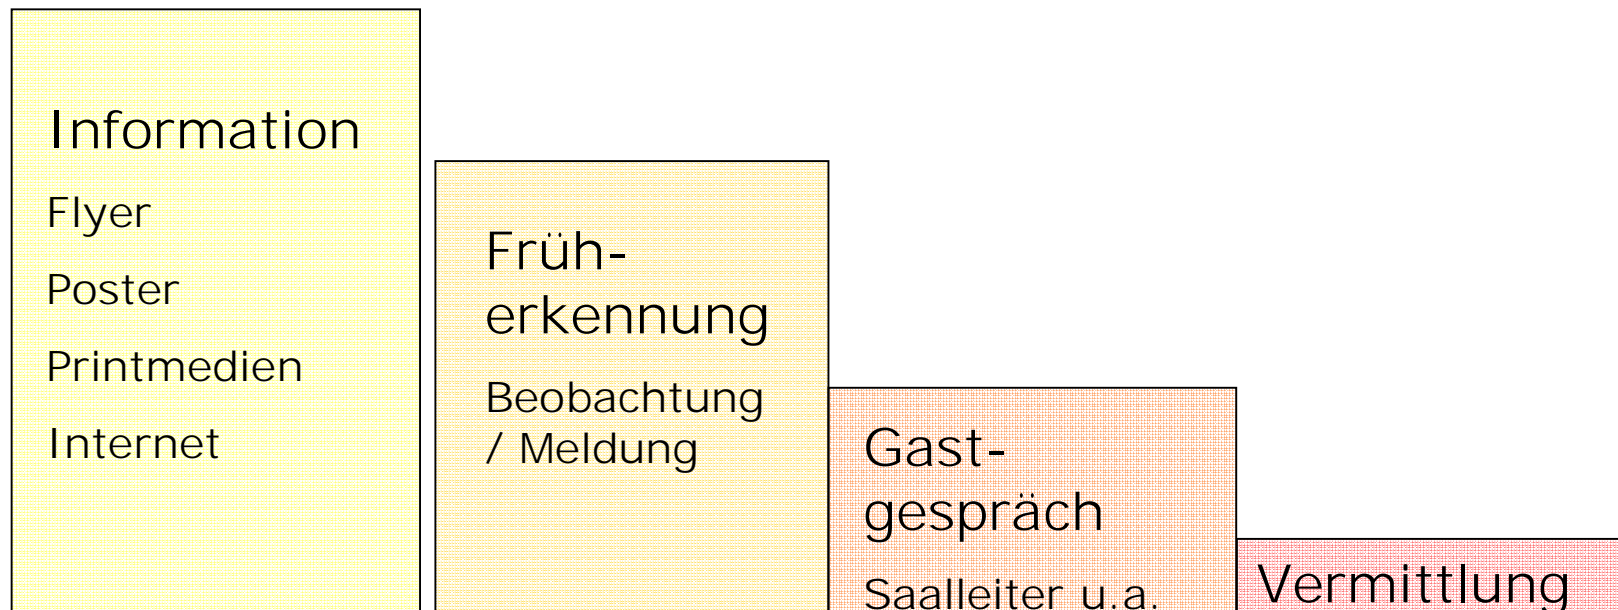 Information
Flyer
Poster
Printmedien
Internet
Früh-
erkennung
Beobachtung
/ Meldung
Gast-
gespräch
Saalleiter u.a.
Vermittlung